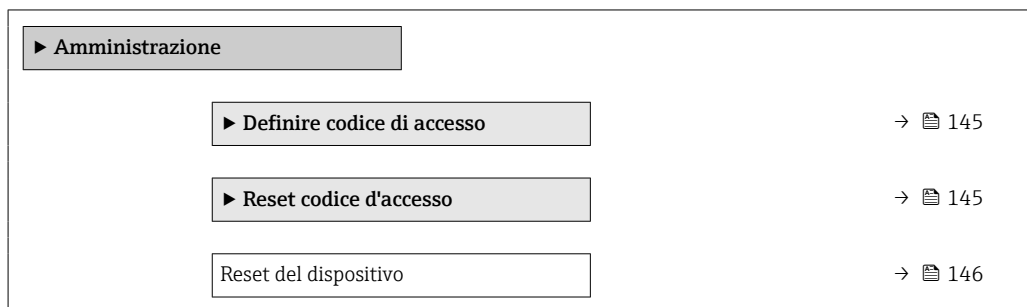 ► Amministrazione
► Definire codice di accesso → 145
► Reset codice d'accesso → 145
Reset del dispositivo → 146